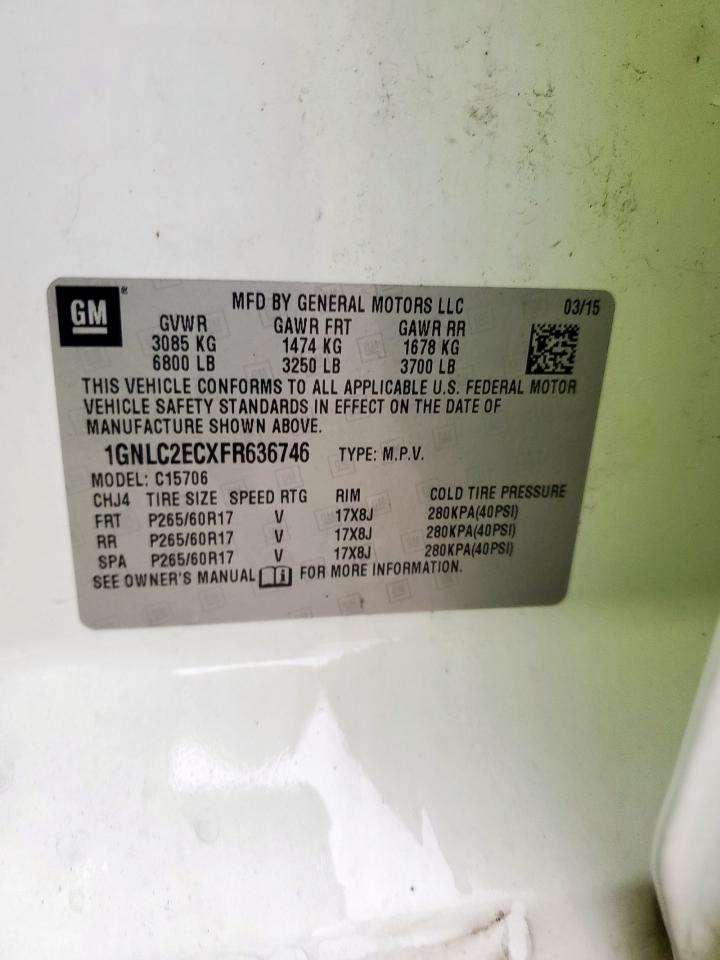 GM®
MFD BY GENERAL MOTORS LLC 03/15
GVWR GAWR FRT GAWR RR
3085 KG 1474 KG 1678 KG
6800 LB 3250 LB 3700 LB
THIS VEHICLE CONFORMS TO ALL APPLICABLE U.S. FEDERAL MOTOR
VEHICLE SAFETY STANDARDS IN EFFECT ON THE DATE OF
MANUFACTURE SHOWN ABOVE.
1GNLC2ECXFR636746 TYPE: M.P.V.
MODEL: C15706
CHJ4 TIRE SIZE SPEED RTG RIM COLD TIRE PRESSURE
FRT P265/60R17 V 17X8J 280KPA(40PSI)
RR P265/60R17 V 17X8J 280KPA(40PSI)
SPA P265/60R17 V 17X8J 280KPA(40PSI)
SEE OWNER'S MANUAL FOR MORE INFORMATION.